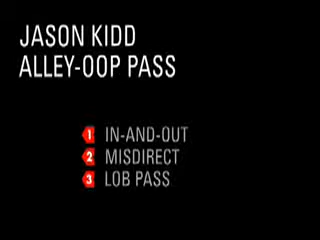 JASON KIDD
ALLEY-OOP PASS
1 IN-AND-OUT
2 MISDIRECT
3 LOB PASS